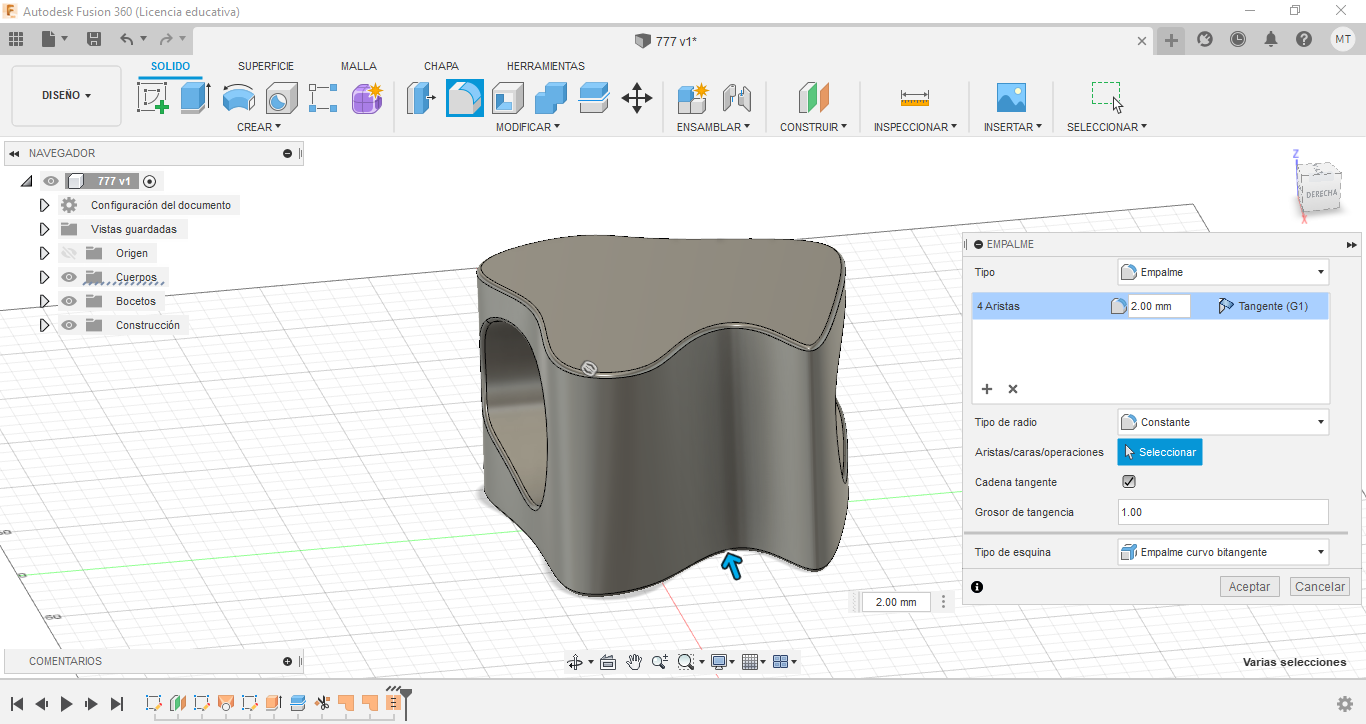 Autodesk Fusion 360 (Licencia educativa)
777 v1*
MT
DISEÑO
SOLIDO
SUPERFICIE
MALLA
CHAPA
HERRAMIENTAS
CREAR
MODIFICAR
ENSAMBLAR
CONSTRUIR
INSPECCIONAR
INSERTAR
SELECCIONAR
NAVEGADOR
777 v1
Configuración del documento
Vistas guardadas
Origen
Cuerpos
Bocetos
Construcción
Z
DERECHA
X
EMPALME
Tipo
Empalme
4 Aristas
2.00 mm
Tangente (G1)
Tipo de radio
Constante
Aristas/caras/operaciones
Seleccionar
Cadena tangente
Grosor de tangencia
1.00
Tipo de esquina
Empalme curvo bitangente
Aceptar
Cancelar
0
50
2.00 mm
COMENTARIOS
Varias selecciones